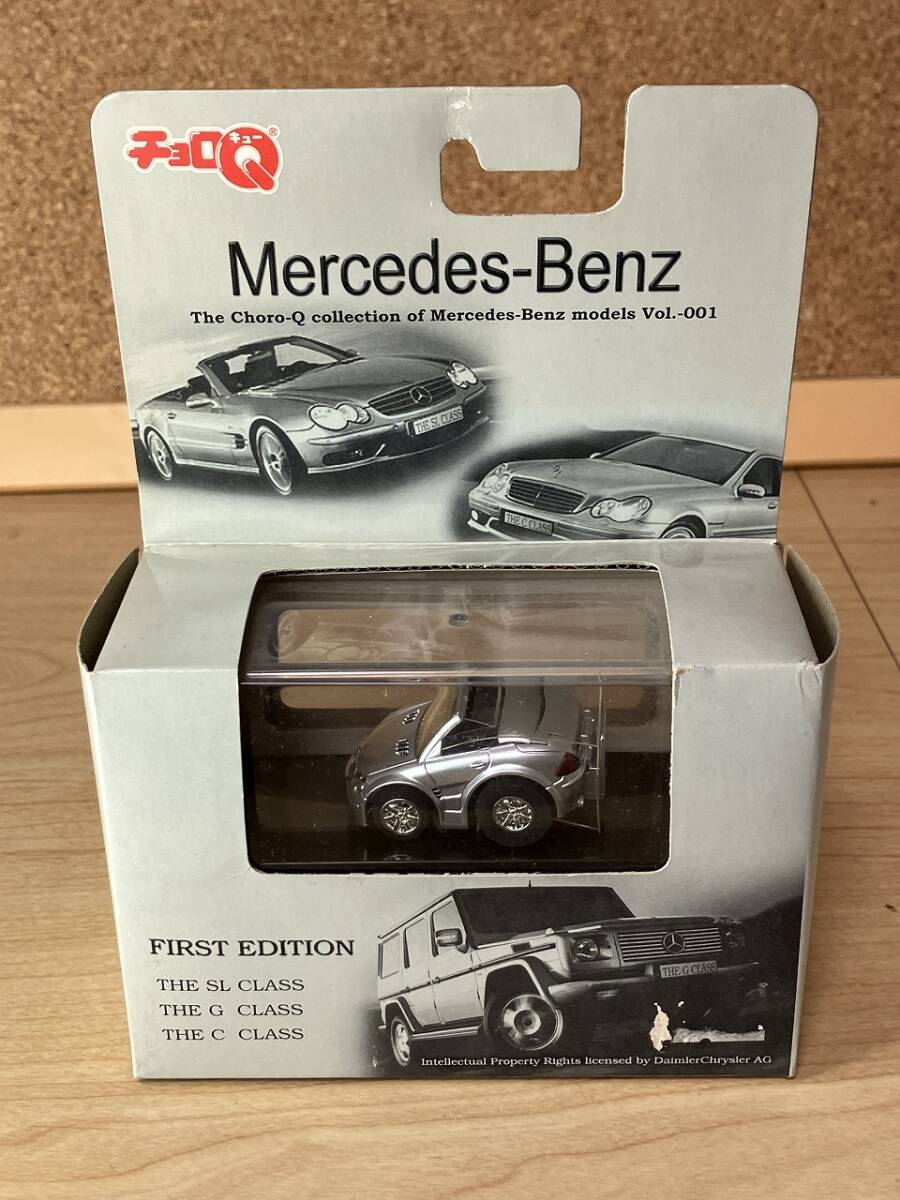 チョロQ®
キュー
Mercedes-Benz
The Choro-Q collection of Mercedes-Benz models Vol.-001
THE SL CLASS
THE C CLASS
FIRST EDITION
THE SL CLASS
THE G CLASS
THE C CLASS
THE G CLASS
Intellectual Property Rights licensed by DaimlerChrysler AG